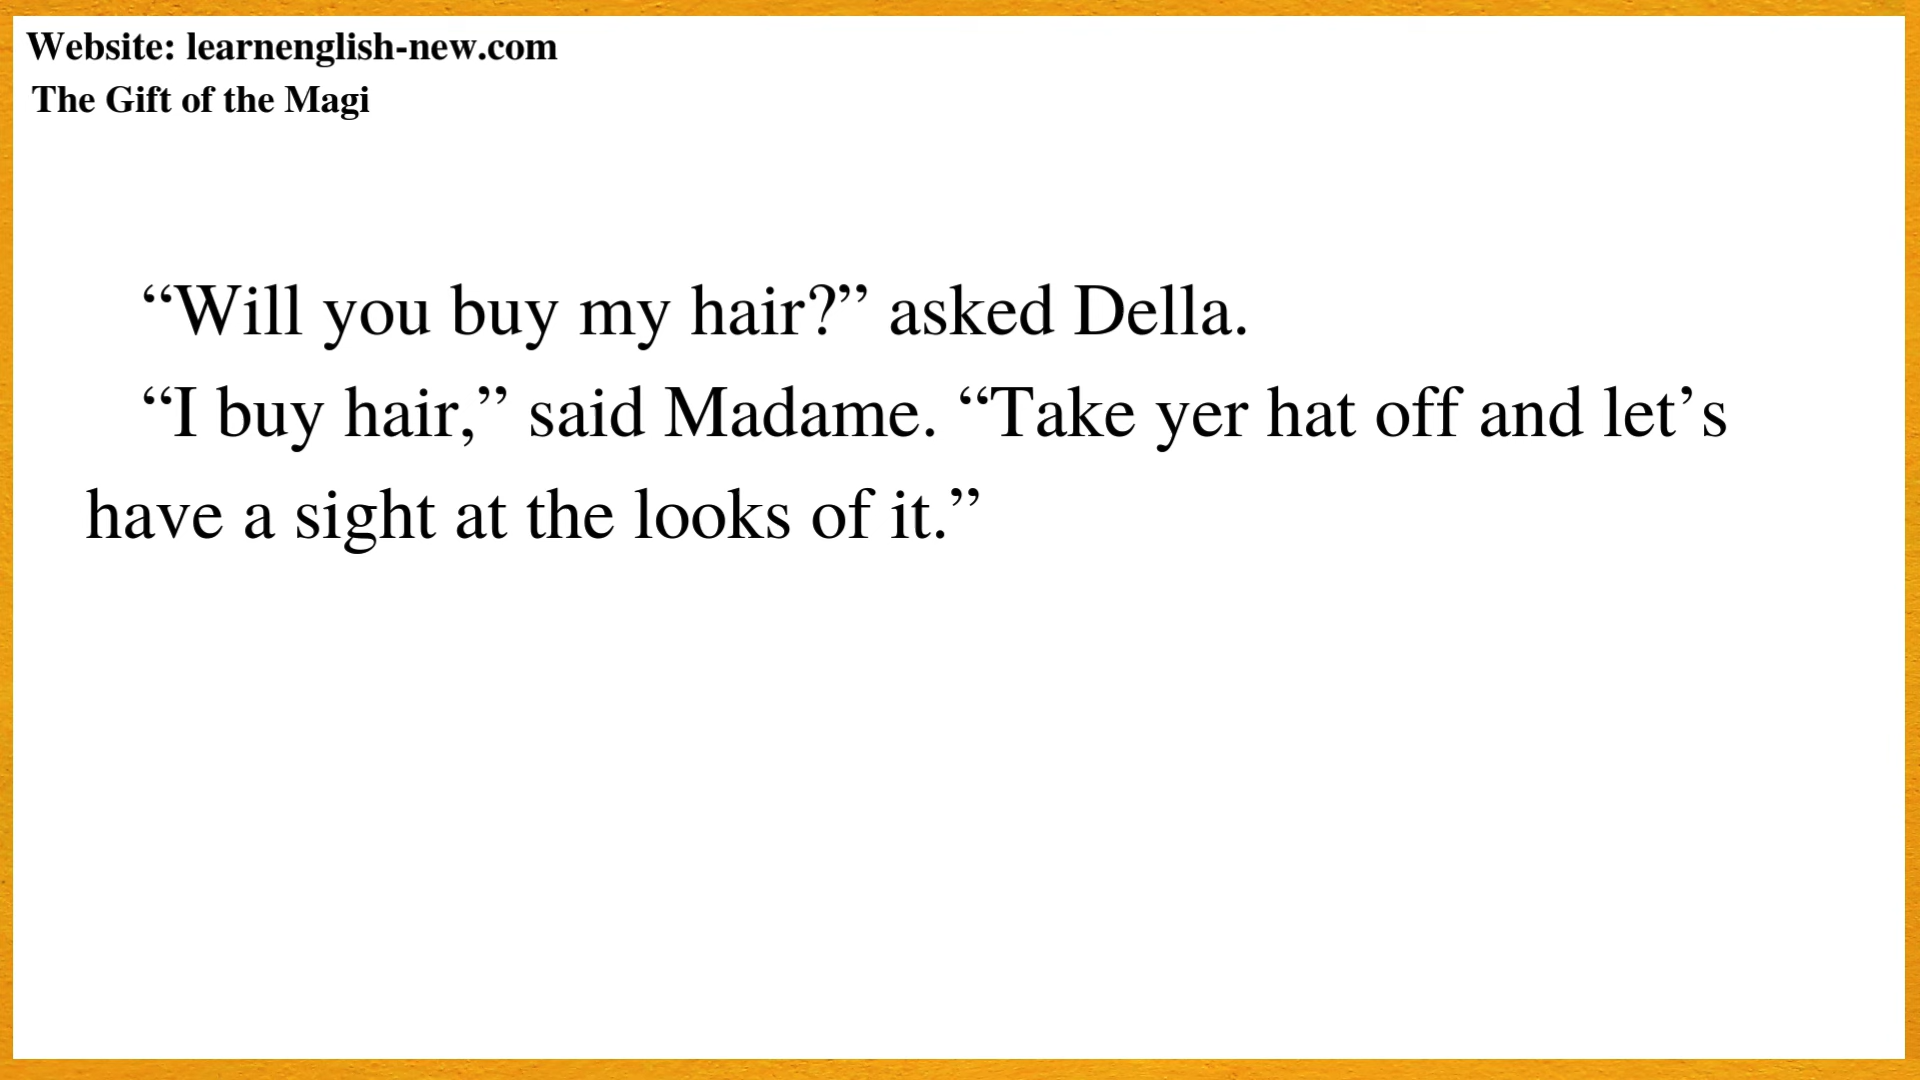 Website: learnenglish-new.com
The Gift of the Magi
“Will you buy my hair?” asked Della.
“I buy hair,” said Madame. “Take yer hat off and let’s
have a sight at the looks of it.”